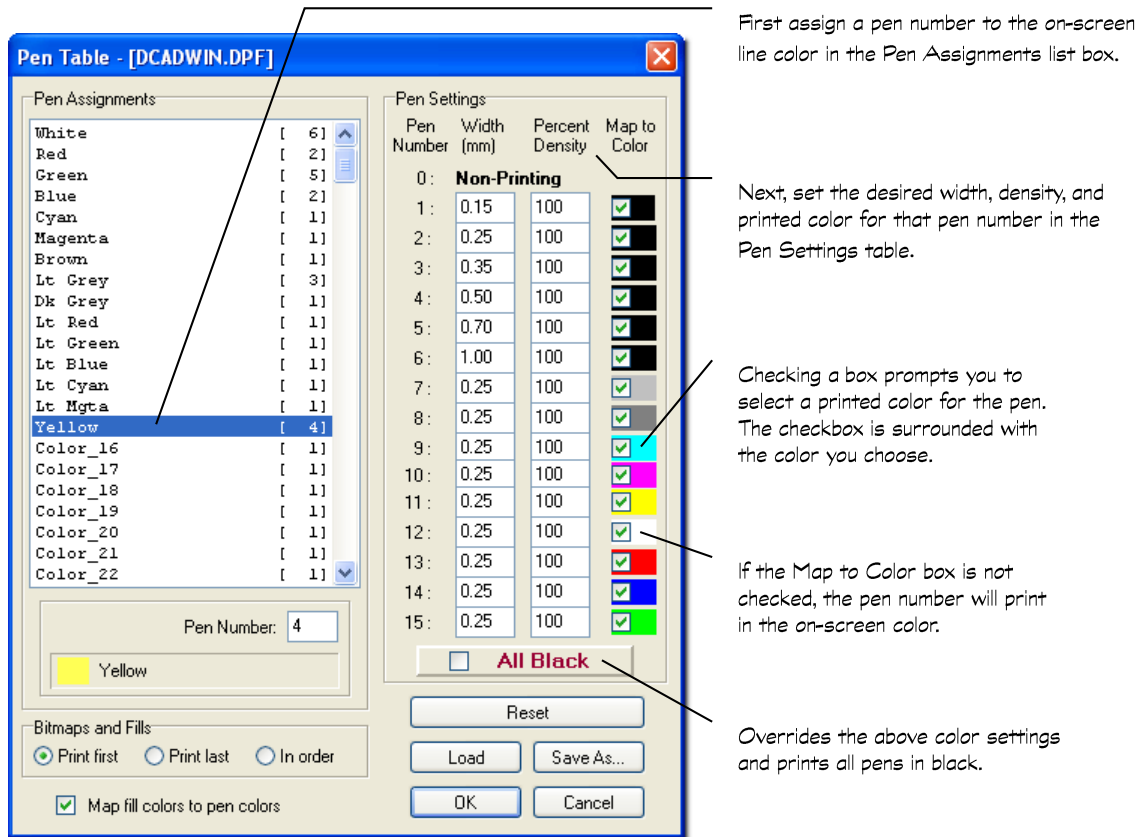 Pen Table - [DCADWIN.DPF]
Pen Assignments
White [ 6]
Red [ 2]
Green [ 5]
Blue [ 2]
Cyan [ 1]
Magenta [ 1]
Brown [ 1]
Lt Grey [ 3]
Dk Grey [ 1]
Lt Red [ 1]
Lt Green [ 1]
Lt Blue [ 1]
Lt Cyan [ 1]
Lt Mgta [ 1]
Yellow [ 4]
Color_16 [ 1]
Color_17 [ 1]
Color_18 [ 1]
Color_19 [ 1]
Color_20 [ 1]
Color_21 [ 1]
Color_22 [ 1]
Pen Number: 4
Yellow
Bitmaps and Fills
Print first Print last In order
Map fill colors to pen colors
Pen Settings
Pen Width Percent Map to
Number (mm) Density Color
0: Non-Printing
1: 0.15 100
2: 0.25 100
3: 0.35 100
4: 0.50 100
5: 0.70 100
6: 1.00 100
7: 0.25 100
8: 0.25 100
9: 0.25 100
10: 0.25 100
11: 0.25 100
12: 0.25 100
13: 0.25 100
14: 0.25 100
15: 0.25 100
All Black
Reset
Load Save As...
OK Cancel
First assign a pen number to the on-screen
line color in the Pen Assignments list box.
Next, set the desired width, density, and
printed color for that pen number in the
Pen Settings table.
Checking a box prompts you to
select a printed color for the pen.
The checkbox is surrounded with
the color you choose.
If the Map to Color box is not
checked, the pen number will print
in the on-screen color.
Overrides the above color settings
and prints all pens in black.